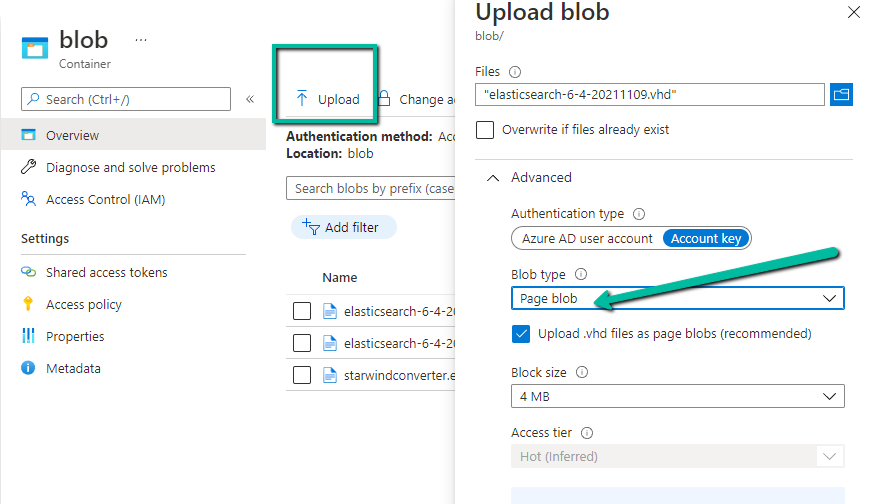 blob
...
Container
Search (Ctrl+/)
«
Overview
Diagnose and solve problems
Access Control (IAM)
Settings
Shared access tokens
Access policy
Properties
Metadata
Upload
Change a
Authentication method: Acc
Location: blob
Search blobs by prefix (case
Add filter
Name
elasticsearch-6-4-20
elasticsearch-6-4-20
starwindconverter.e
Upload blob
blob/
Files
"elasticsearch-6-4-20211109.vhd"
Overwrite if files already exist
Advanced
Authentication type
Azure AD user account Account key
Blob type
Page blob
Upload .vhd files as page blobs (recommended)
Block size
4 MB
Access tier
Hot (Inferred)